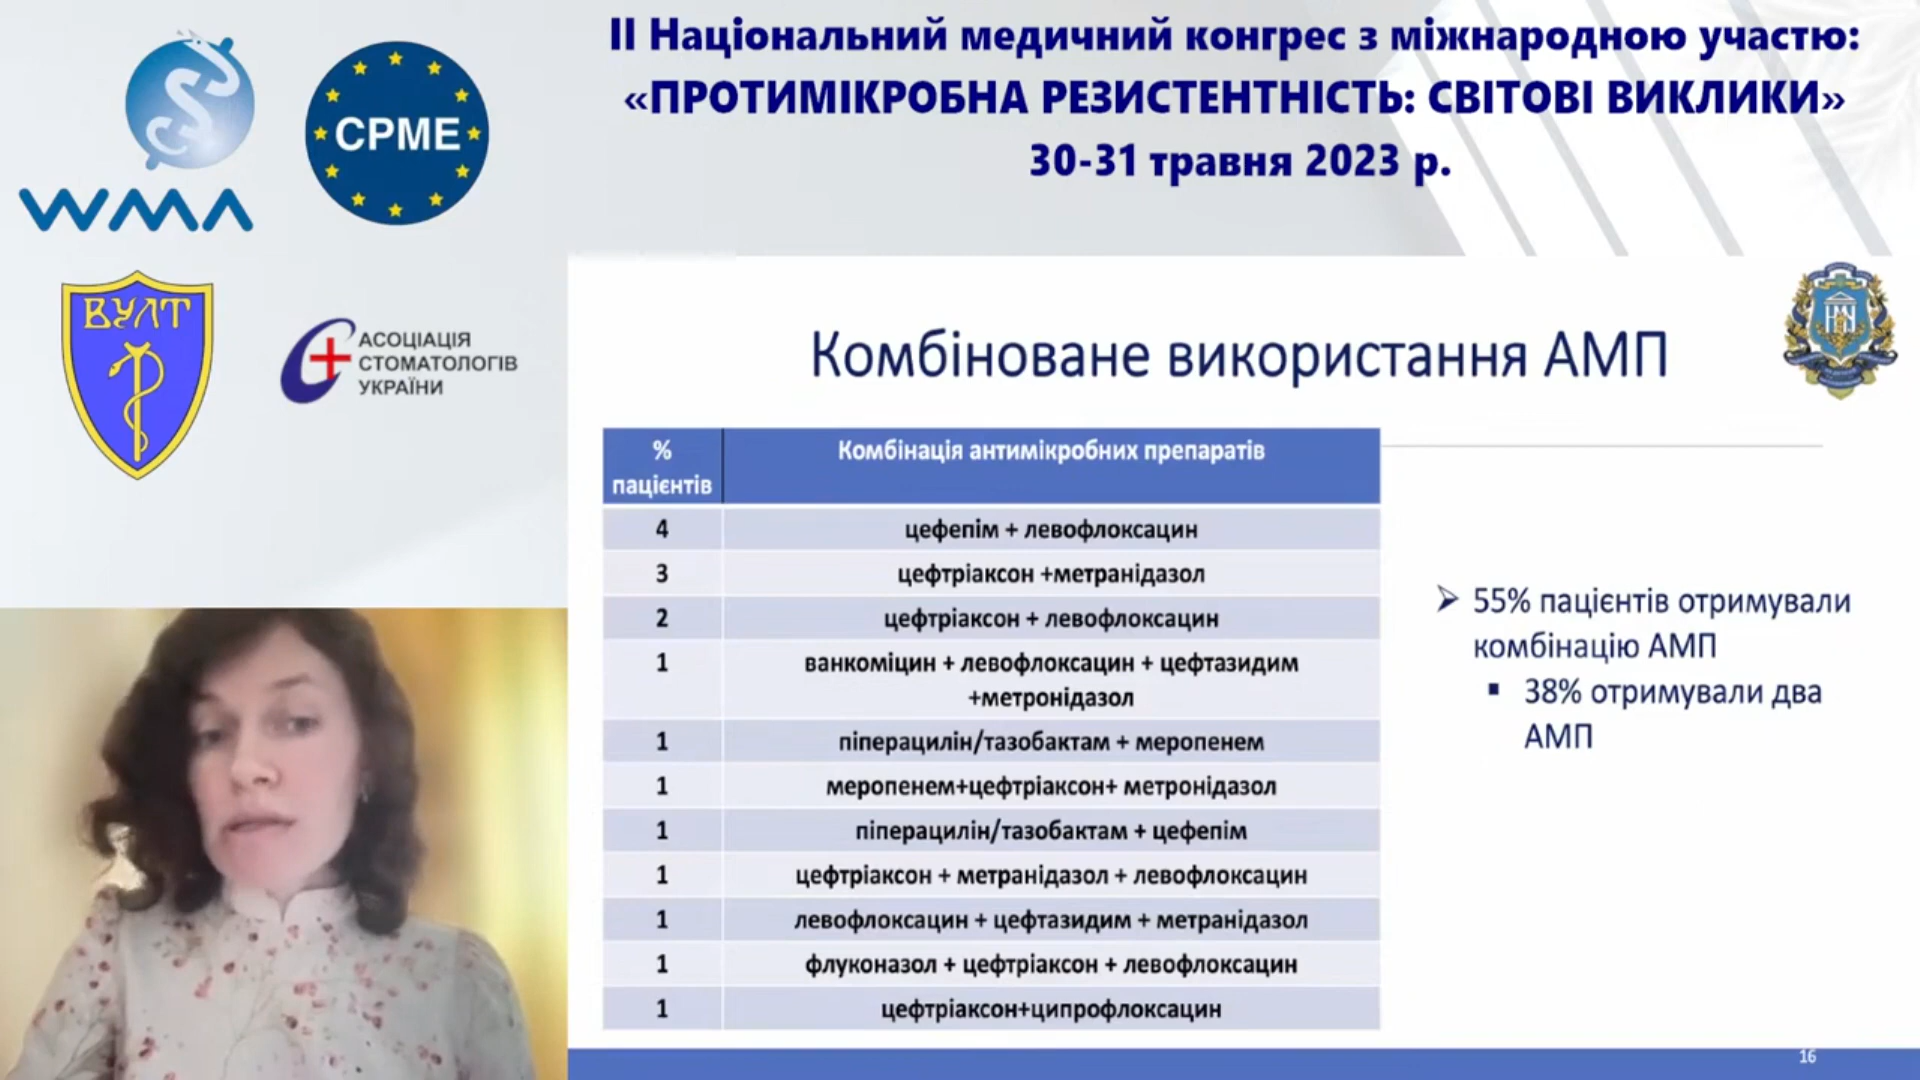 ІІ Національний медичний конгрес з міжнародною участю:
«ПРОТИМІКРОБНА РЕЗИСТЕНТНІСТЬ: СВІТОВІ ВИКЛИКИ»
30-31 травня 2023 р.
WMA
CPME
ВУЛТ
АСОЦІАЦІЯ
СТОМАТОЛОГІВ
УКРАЇНИ
Комбіноване використання АМП
% пацієнтів
Комбінація антимікробних препаратів
4 цефепім + левофлоксацин
3 цефтріаксон +метранідазол
2 цефтріаксон + левофлоксацин
1 ванкоміцин + левофлоксацин + цефтазидим
+метронідазол
1 піперацилін/тазобактам + меропенем
1 меропенем+цефтріаксон+ метронідазол
1 піперацилін/тазобактам + цефепім
1 цефтріаксон + метранідазол + левофлоксацин
1 левофлоксацин + цефтазидим + метранідазол
1 флуконазол + цефтріаксон + левофлоксацин
1 цефтріаксон+ципрофлоксацин
➢ 55% пацієнтів отримували
комбінацію АМП
▪ 38% отримували два
АМП
16